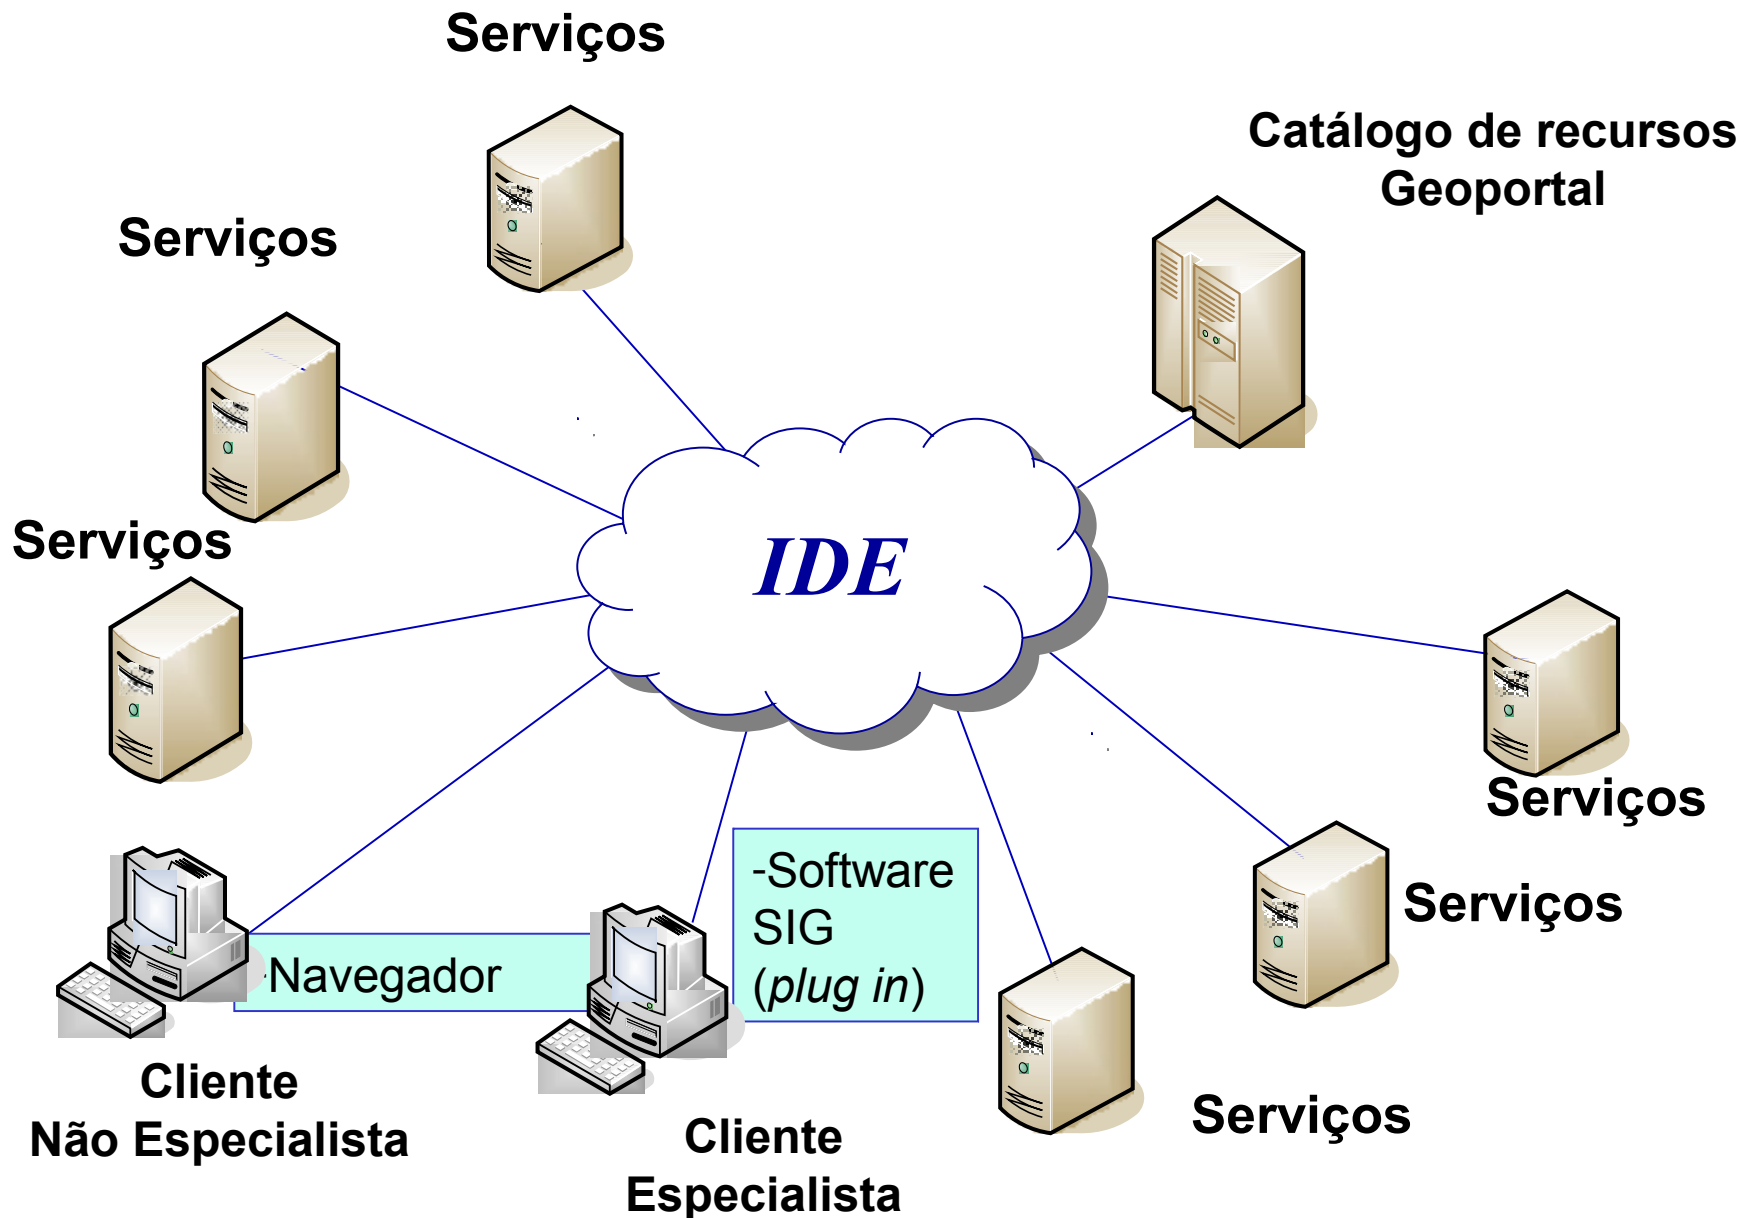 Serviços
Catálogo de recursos
Geoportal
Serviços
Serviços
IDE
Serviços
Serviços
-Software
SIG
(plug in)
-Navegador
Serviços
Cliente
Não Especialista
Cliente
Especialista